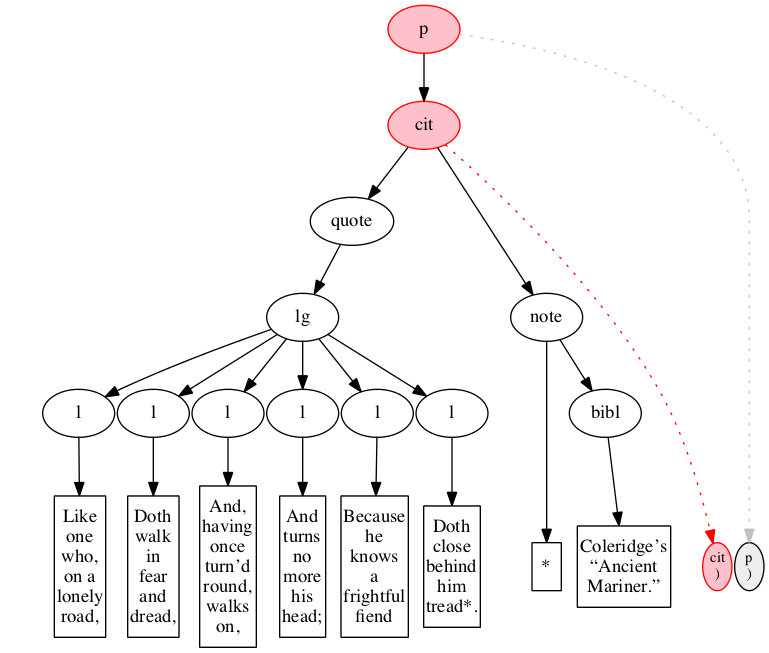 p
cit
quote
lg
note
l
l
l
l
l
l
bibl
Like
one
who,
on a
lonely
road,
Doth
walk
in
fear
and
dread,
And,
having
once
turn’d
round,
walks
on,
And
turns
no
more
his
head;
Because
he
knows
a
frightful
fiend
Doth
close
behind
him
tread*.
*
Coleridge’s
“Ancient
Mariner.”
cit
)
p
)